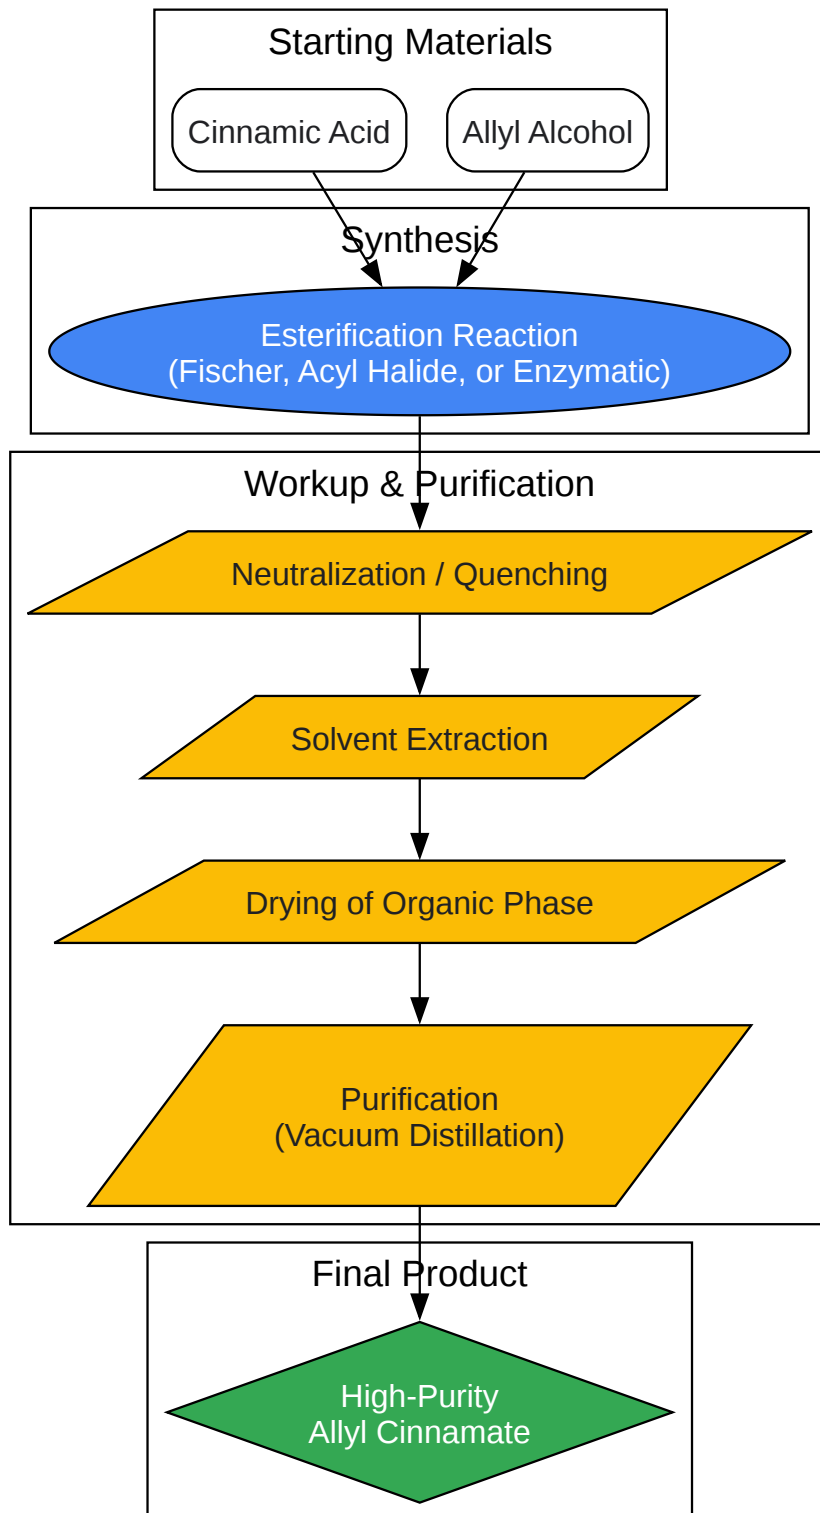 Starting Materials
Cinnamic Acid
Allyl Alcohol
Synthesis
Esterification Reaction
(Fischer, Acyl Halide, or Enzymatic)
Workup & Purification
Neutralization / Quenching
Solvent Extraction
Drying of Organic Phase
Purification
(Vacuum Distillation)
Final Product
High-Purity
Allyl Cinnamate